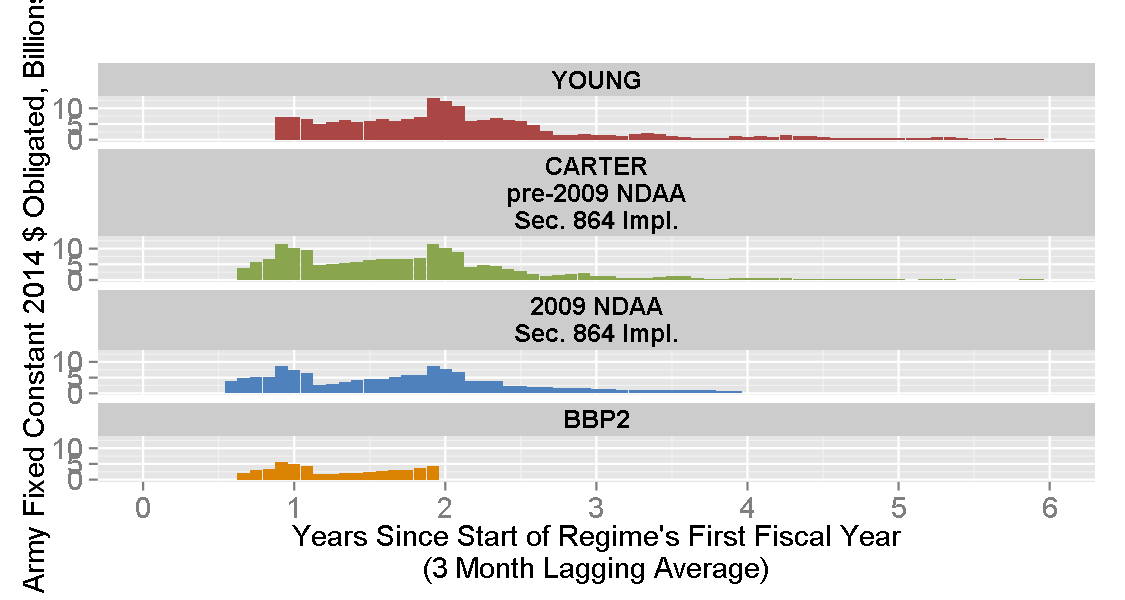 Army Fixed Constant 2014 $ Obligated, Billions
YOUNG
10
5
0
CARTER
pre-2009 NDAA
Sec. 864 Impl.
10
5
0
2009 NDAA
Sec. 864 Impl.
10
5
0
BBP2
10
5
0
0 1 2 3 4 5 6
Years Since Start of Regime's First Fiscal Year
(3 Month Lagging Average)